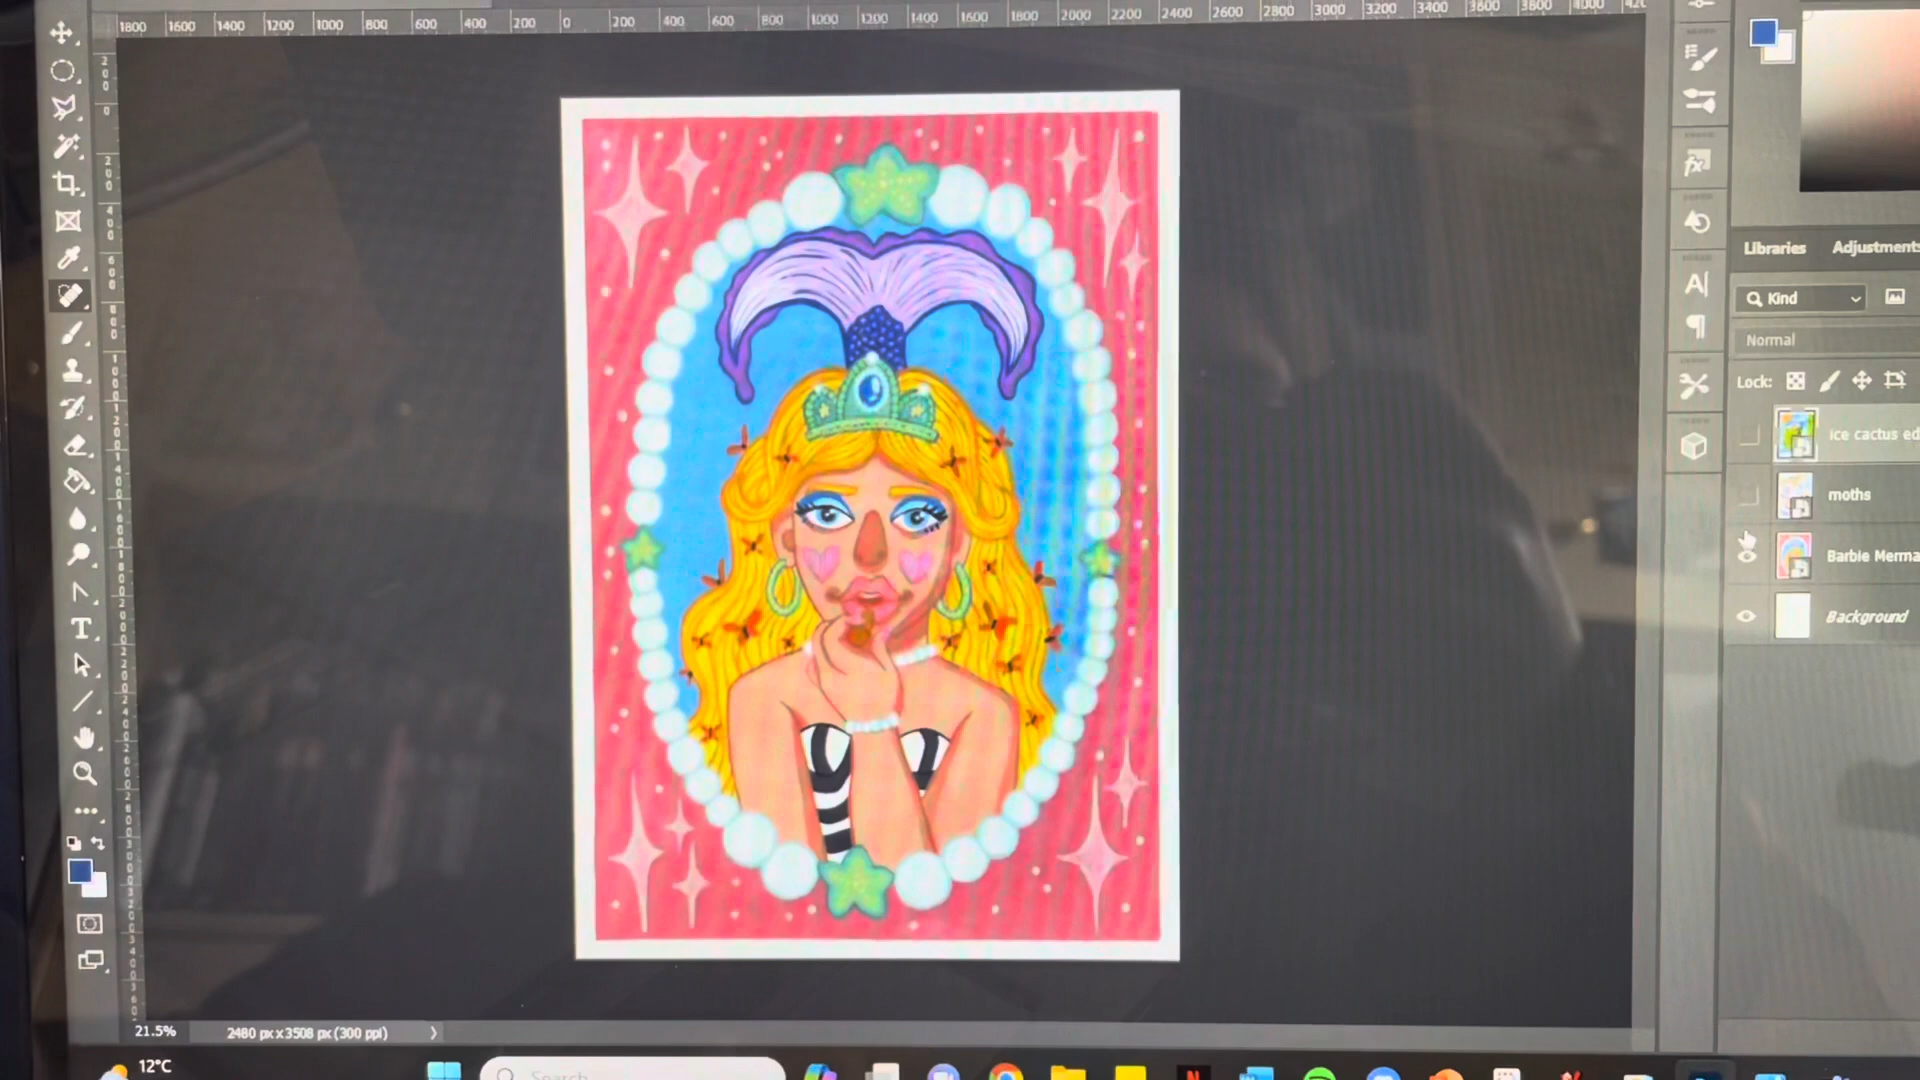 1800 1600 1400 1200 1000 800 600 400 200 0 200 400 600 800 1000 1200 1400 1600 1800 2000 2200 2400 2600 2800 3000 3200 3400 3600 3800 4000
Libraries Adjustments
Kind
Normal
Lock:
ice cactus ed
moths
Barbie Merma
Background
T
A|
fx
21.5% 2480 px x 3508 px (300 ppi)
12°C
Search
N